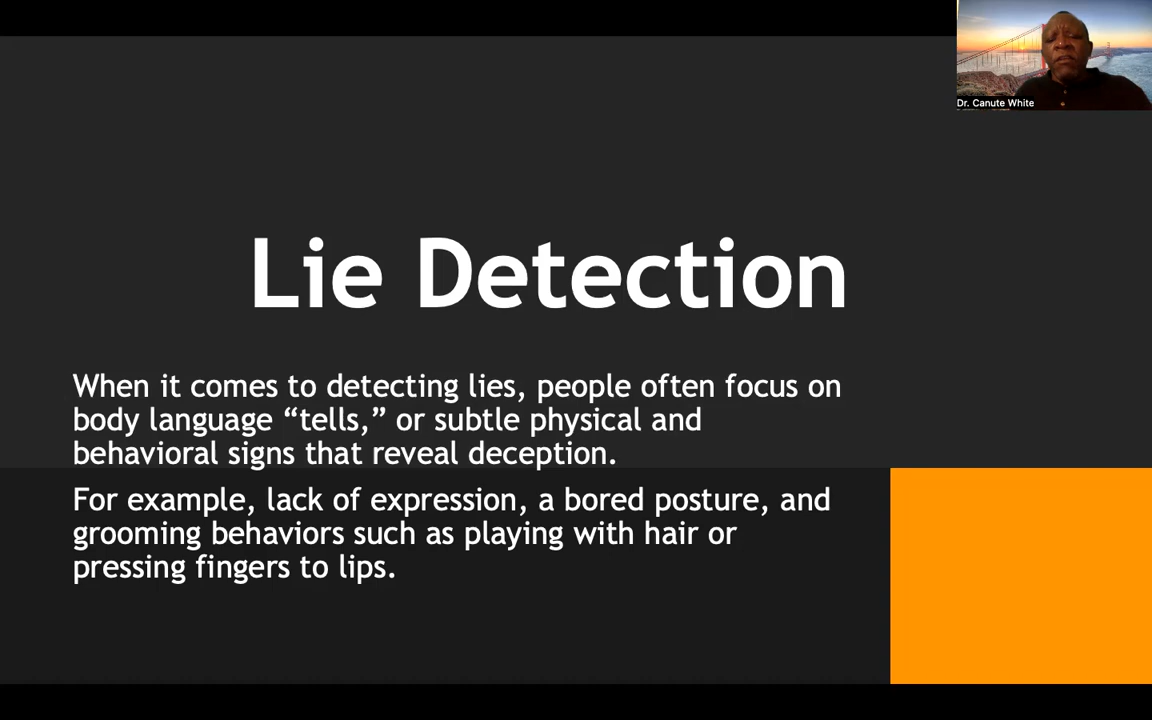 Dr. Canute White
Lie Detection
When it comes to detecting lies, people often focus on
body language “tells,” or subtle physical and
behavioral signs that reveal deception.
For example, lack of expression, a bored posture, and
grooming behaviors such as playing with hair or
pressing fingers to lips.